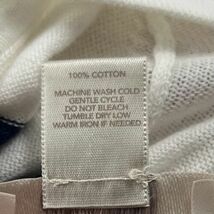 100% COTTON
MACHINE WASH COLD
GENTLE CYCLE
DO NOT BLEACH
TUMBLE DRY LOW
WARM IRON IF NEEDED